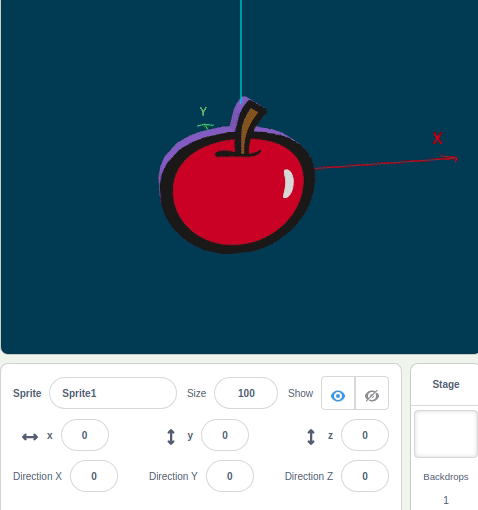 Y
X
Sprite Sprite1 Size 100 Show
x 0 y 0 z 0
Direction X 0 Direction Y 0 Direction Z 0
Stage
Backdrops
1